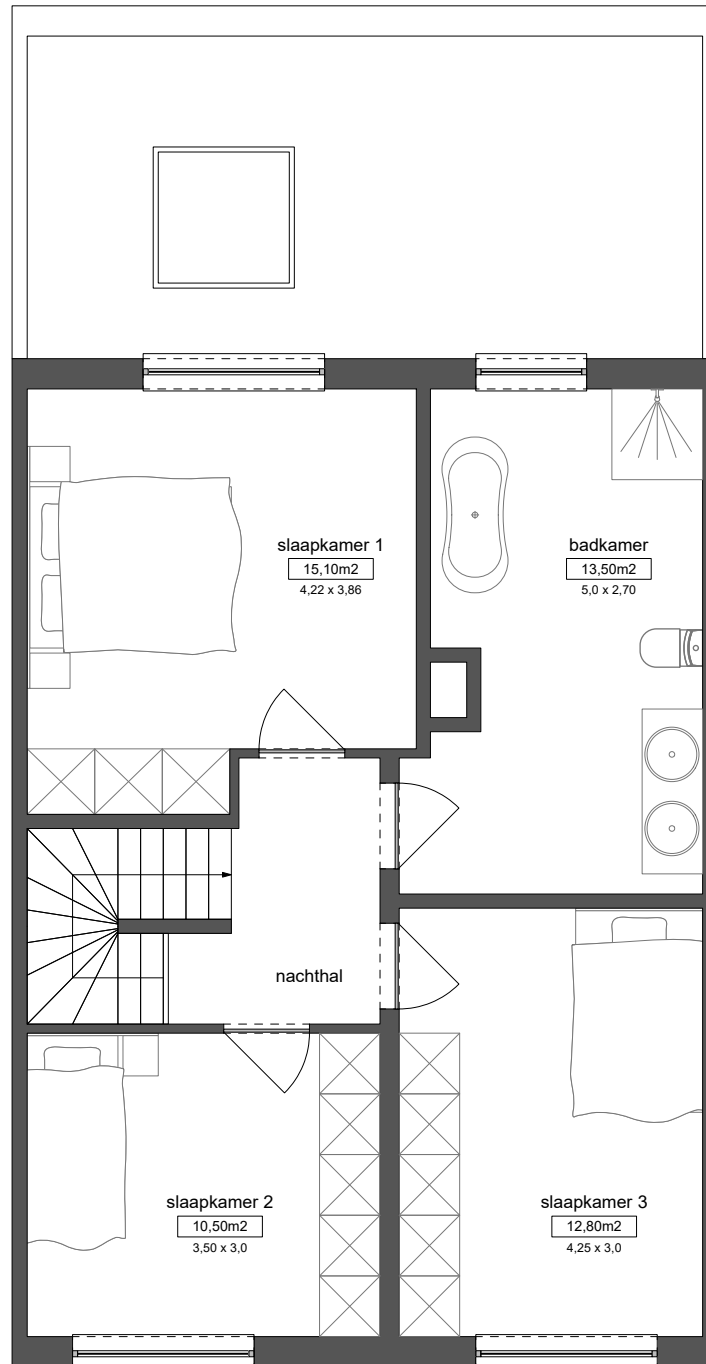 slaapkamer 1
15,10m2
4,22 x 3,86
badkamer
13,50m2
5,0 x 2,70
nachthal
slaapkamer 2
10,50m2
3,50 x 3,0
slaapkamer 3
12,80m2
4,25 x 3,0